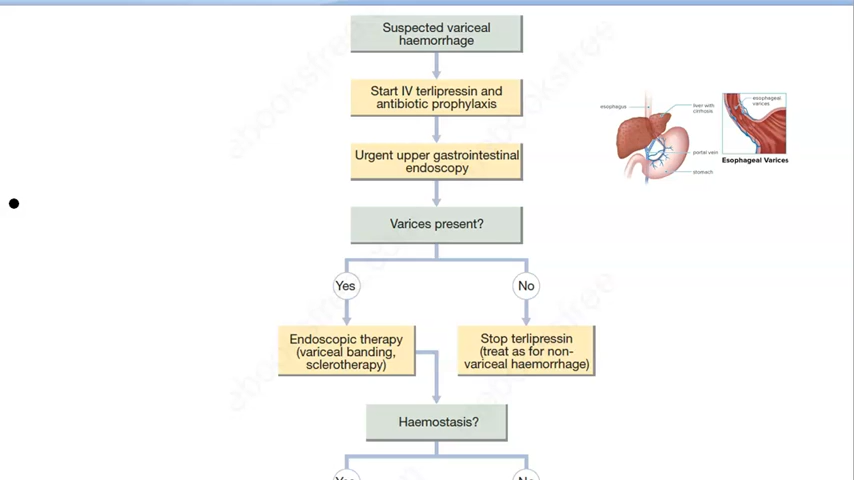 Suspected variceal
haemorrhage
Start IV terlipressin and
antibiotic prophylaxis
Urgent upper gastrointestinal
endoscopy
esophagus
liver with
cirrhosis
portal vein
stomach
esophageal
varices
Esophageal Varices
Varices present?
Yes
No
Endoscopic therapy
(variceal banding,
sclerotherapy)
Stop terlipressin
(treat as for non-
variceal haemorrhage)
Haemostasis?
Yes
No